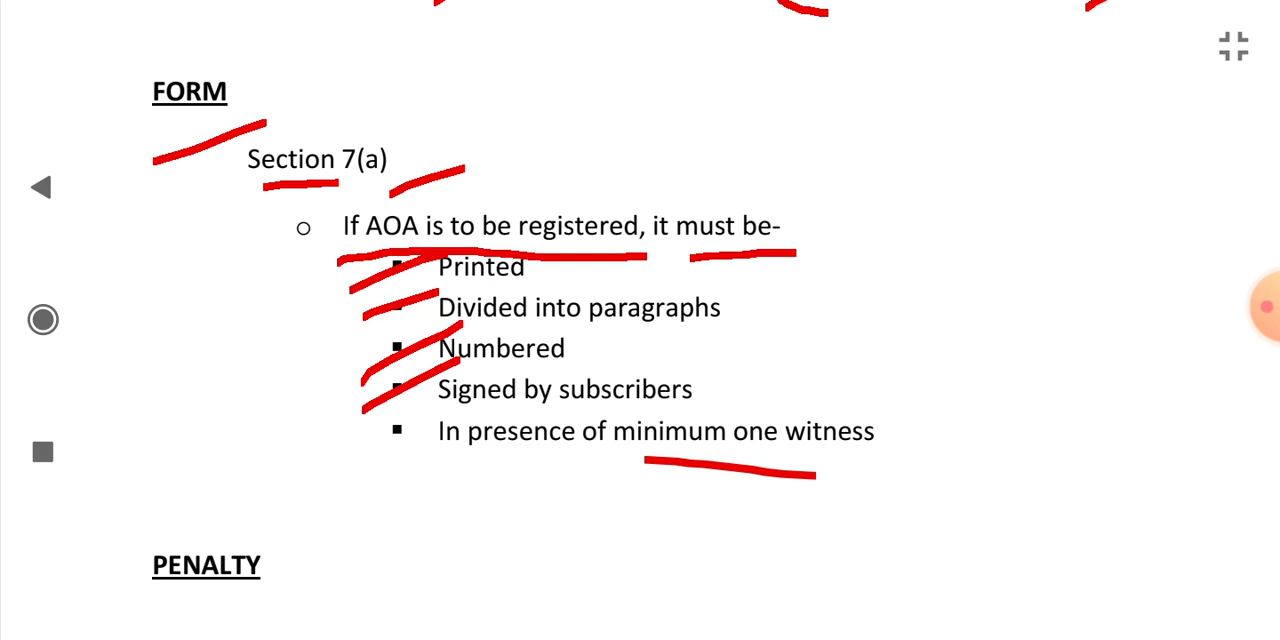 FORM
Section 7(a)
o If AOA is to be registered, it must be-
▪ Printed
▪ Divided into paragraphs
▪ Numbered
▪ Signed by subscribers
▪ In presence of minimum one witness
PENALTY